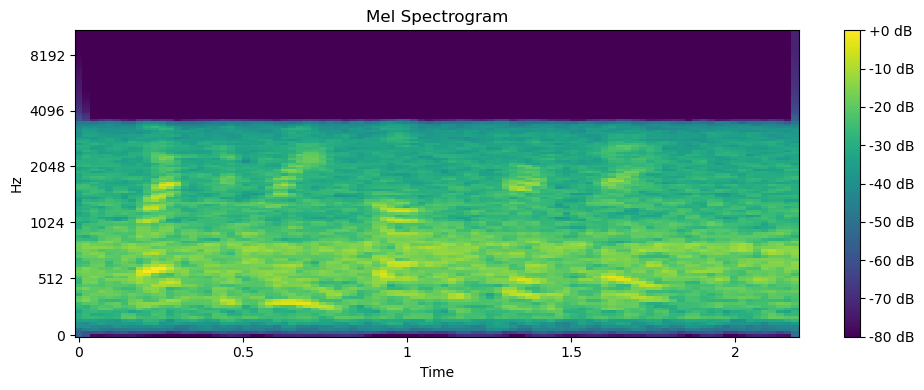 Mel Spectrogram
8192
4096
2048
1024
512
0
Hz
0
0.5
1
1.5
2
Time
+0 dB
-10 dB
-20 dB
-30 dB
-40 dB
-50 dB
-60 dB
-70 dB
-80 dB